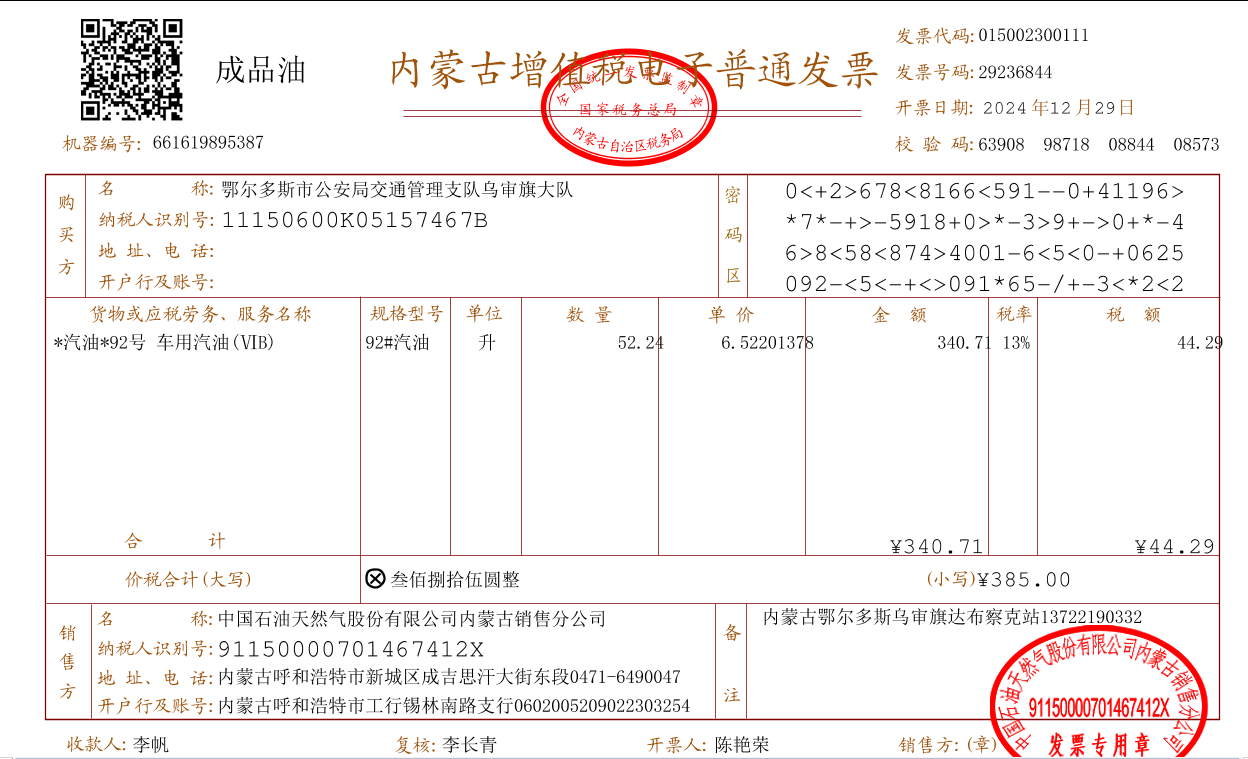 成品油
内蒙古增值税电子普通发票
全国统一发票监制章
国家税务总局
内蒙古自治区税务局
发票代码: 015002300111
发票号码: 29236844
开票日期: 2024 年 12 月 29 日
机器编号: 661619895387
校 验 码: 63908 98718 08844 08573
购买方
名 称: 鄂尔多斯市公安局交通管理支队乌审旗大队
纳税人识别号: 11150600K05157467B
地 址、电 话:
开户行及账号:
密码区
0<+2>678<8166<591--0+41196>
*7*-+>-5918+0>*-3>9+->0+*-4
6>8<58<874>4001-6<5<0-+0625
092-<5<-+<>091*65-/+-3<*2<2
货物或应税劳务、服务名称 规格型号 单位 数 量 单 价 金 额 税率 税 额
*汽油*92号 车用汽油(VIB) 92#汽油 升 52.24 6.52201378 340.71 13% 44.29
合 计 ¥340.71 ¥44.29
价税合计(大写) ⊗ 叁佰捌拾伍圆整 (小写)¥385.00
销售方
名 称: 中国石油天然气股份有限公司内蒙古销售分公司
纳税人识别号: 91150000701467412X
地 址、电 话: 内蒙古呼和浩特市新城区成吉思汗大街东段0471-6490047
开户行及账号: 内蒙古呼和浩特市工行锡林南路支行0602005209022303254
备注
内蒙古鄂尔多斯乌审旗达布察克站13722190332
中国石油天然气股份有限公司内蒙古销售分公司
91150000701467412X
发票专用章
收款人: 李帆 复核: 李长青 开票人: 陈艳荣 销售方: (章)